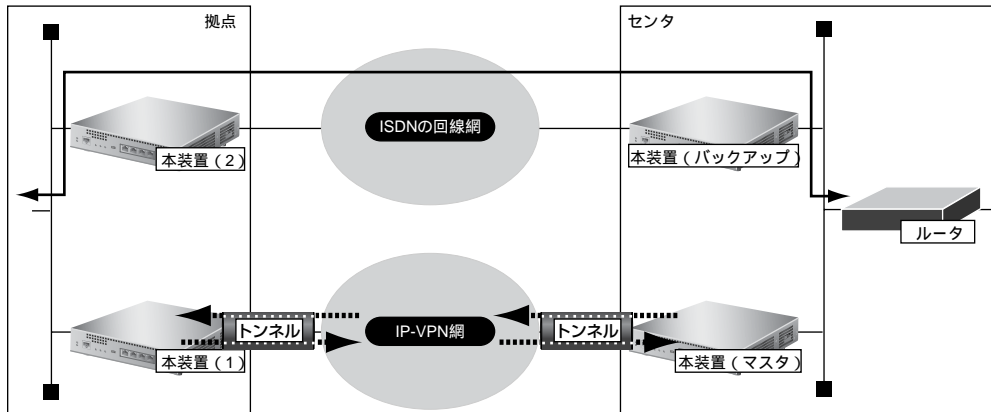 拠点
センタ
ISDNの回線網
本装置(2)
本装置(バックアップ)
ルータ
トンネル
IP-VPN網
トンネル
本装置(1)
本装置(マスタ)